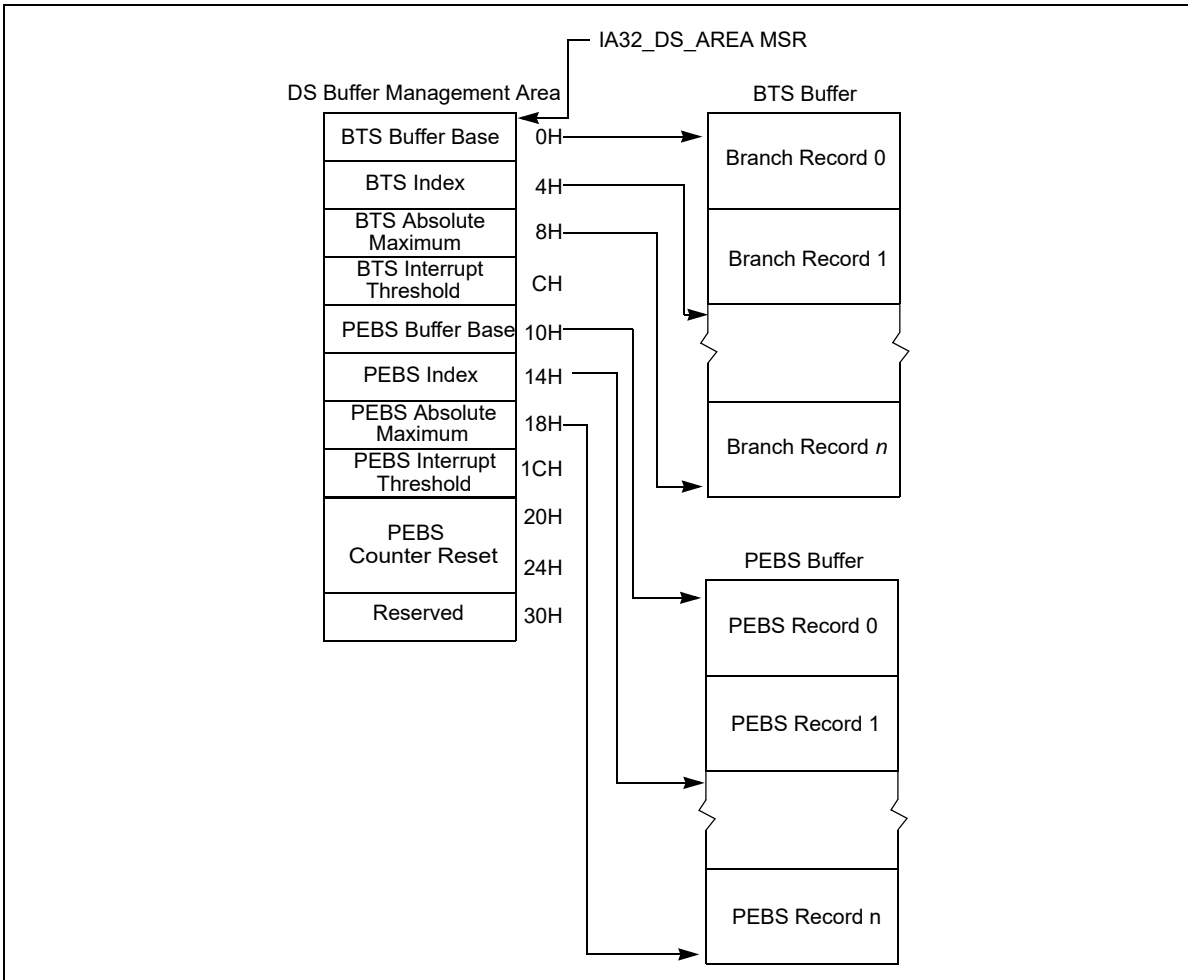 IA32_DS_AREA MSR
DS Buffer Management Area
BTS Buffer Base 0H
BTS Index 4H
BTS Absolute
Maximum 8H
BTS Interrupt
Threshold CH
PEBS Buffer Base 10H
PEBS Index 14H
PEBS Absolute
Maximum 18H
PEBS Interrupt
Threshold 1CH
20H
PEBS
Counter Reset
24H
Reserved 30H
BTS Buffer
Branch Record 0
Branch Record 1
Branch Record n
PEBS Buffer
PEBS Record 0
PEBS Record 1
PEBS Record n